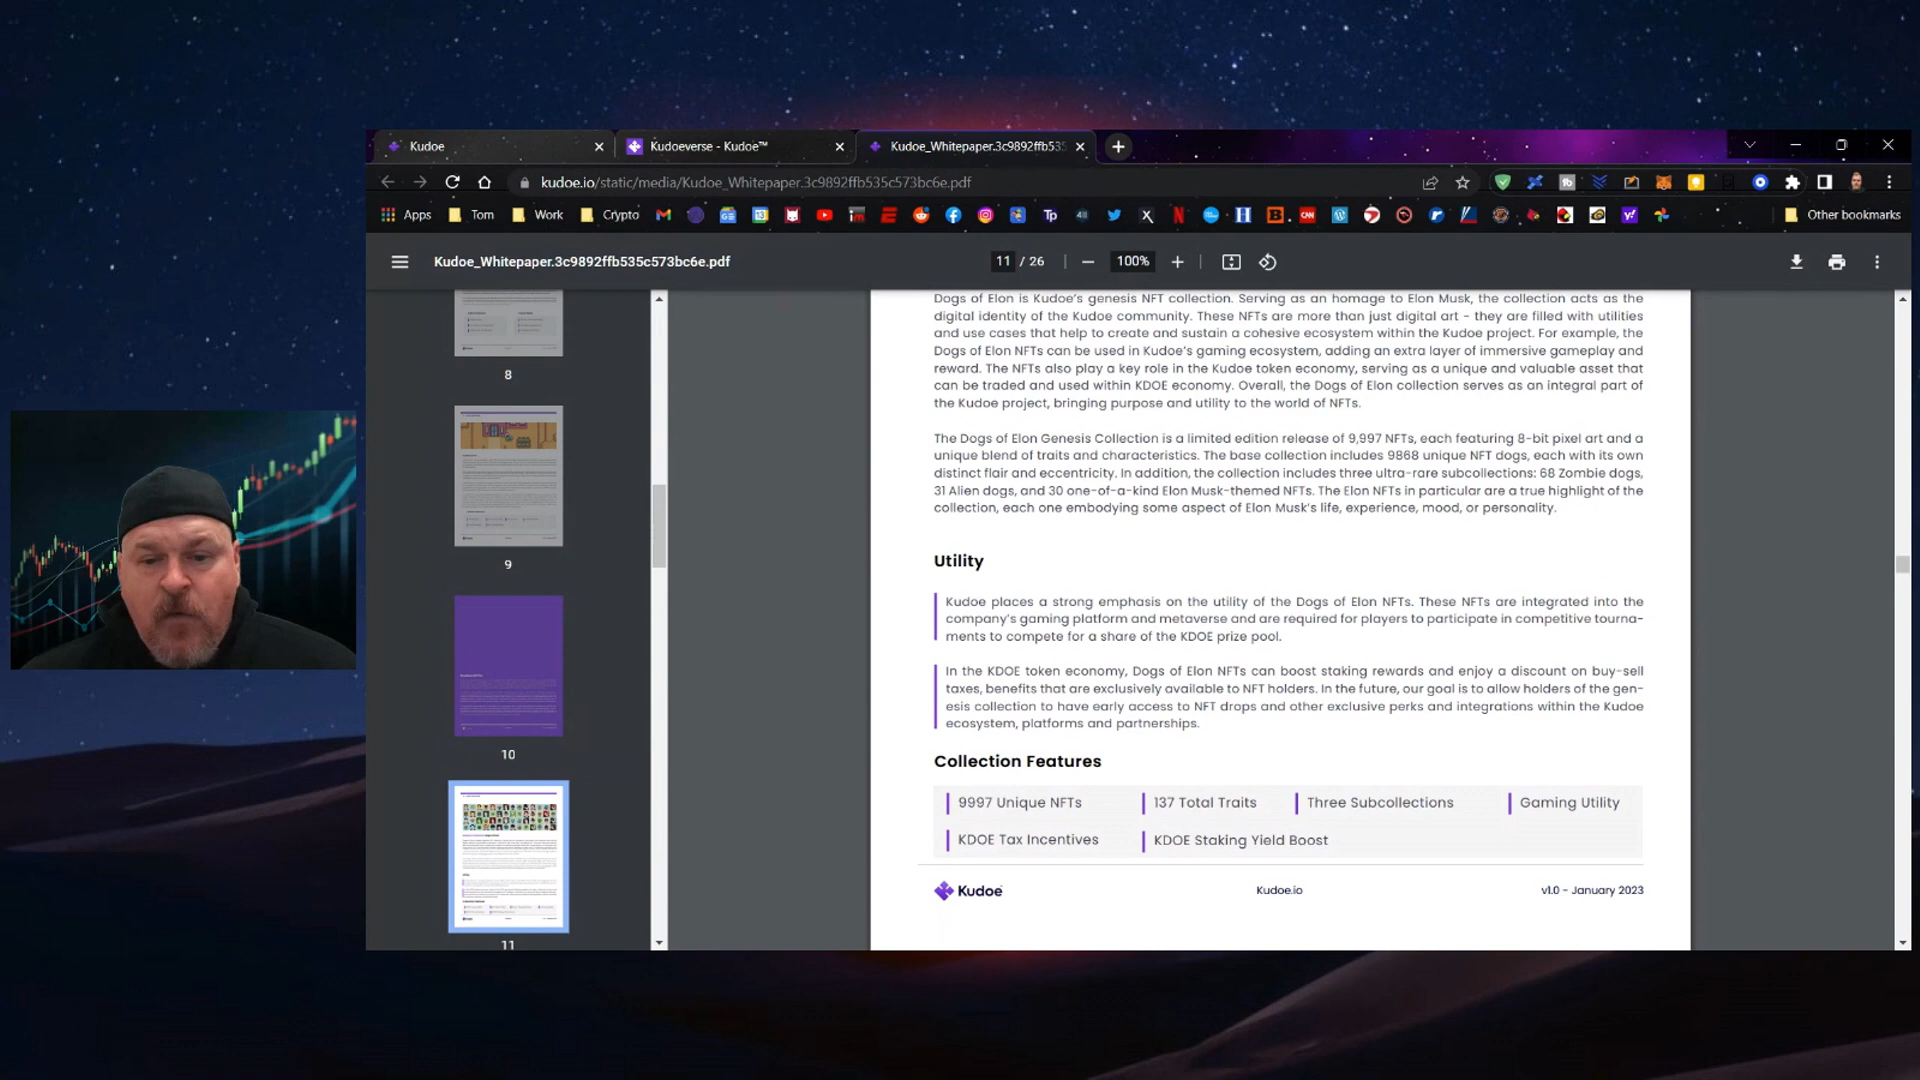 Kudoe
Kudoeverse - Kudoe™
Kudoe_Whitepaper.3c9892ffb535
kudoe.io/static/media/Kudoe_Whitepaper.3c9892ffb535c573bc6e.pdf
Apps
Tom
Work
Crypto
Other bookmarks
Kudoe_Whitepaper.3c9892ffb535c573bc6e.pdf
11 / 26
100%
8
9
10
11
Dogs of Elon is Kudoe's genesis NFT collection. Serving as an homage to Elon Musk, the collection acts as the
digital identity of the Kudoe community. These NFTs are more than just digital art - they are filled with utilities
and use cases that help to create and sustain a cohesive ecosystem within the Kudoe project. For example, the
Dogs of Elon NFTs can be used in Kudoe's gaming ecosystem, adding an extra layer of immersive gameplay and
reward. The NFTs also play a key role in the Kudoe token economy, serving as a unique and valuable asset that
can be traded and used within KDOE economy. Overall, the Dogs of Elon collection serves as an integral part of
the Kudoe project, bringing purpose and utility to the world of NFTs.
The Dogs of Elon Genesis Collection is a limited edition release of 9,997 NFTs, each featuring 8-bit pixel art and a
unique blend of traits and characteristics. The base collection includes 9868 unique NFT dogs, each with its own
distinct flair and eccentricity. In addition, the collection includes three ultra-rare subcollections: 68 Zombie dogs,
31 Alien dogs, and 30 one-of-a-kind Elon Musk-themed NFTs. The Elon NFTs in particular are a true highlight of the
collection, each one embodying some aspect of Elon Musk's life, experience, mood, or personality.
Utility
Kudoe places a strong emphasis on the utility of the Dogs of Elon NFTs. These NFTs are integrated into the
company's gaming platform and metaverse and are required for players to participate in competitive tourna-
ments to compete for a share of the KDOE prize pool.
In the KDOE token economy, Dogs of Elon NFTs can boost staking rewards and enjoy a discount on buy-sell
taxes, benefits that are exclusively available to NFT holders. In the future, our goal is to allow holders of the gen-
esis collection to have early access to NFT drops and other exclusive perks and integrations within the Kudoe
ecosystem, platforms and partnerships.
Collection Features
9997 Unique NFTs
137 Total Traits
Three Subcollections
Gaming Utility
KDOE Tax Incentives
KDOE Staking Yield Boost
Kudoe
Kudoe.io
v1.0 - January 2023